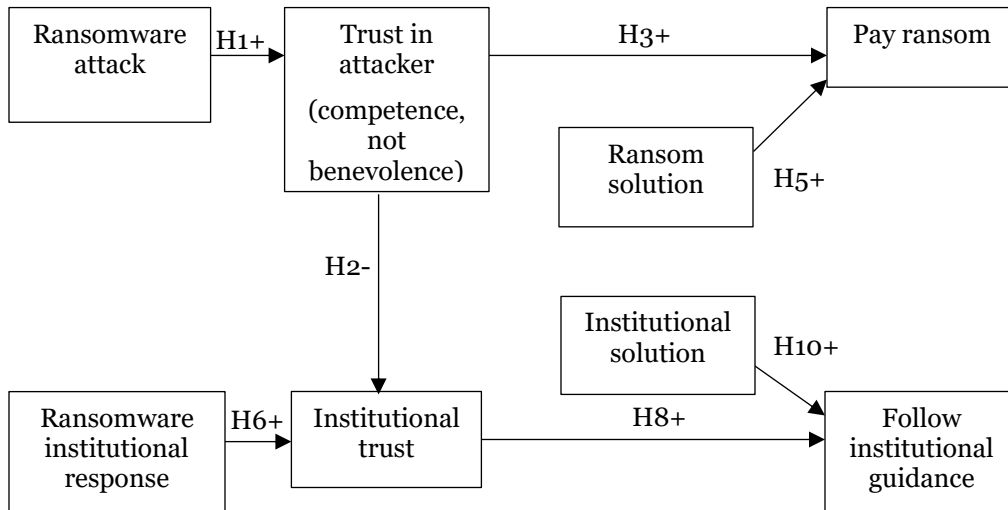 Ransomware
attack
H1+
Trust in
attacker
(competence,
not
benevolence)
H3+
Pay ransom
Ransom
solution
H5+
H2-
Institutional
solution
H10+
Ransomware
institutional
response
H6+
Institutional
trust
H8+
Follow
institutional
guidance